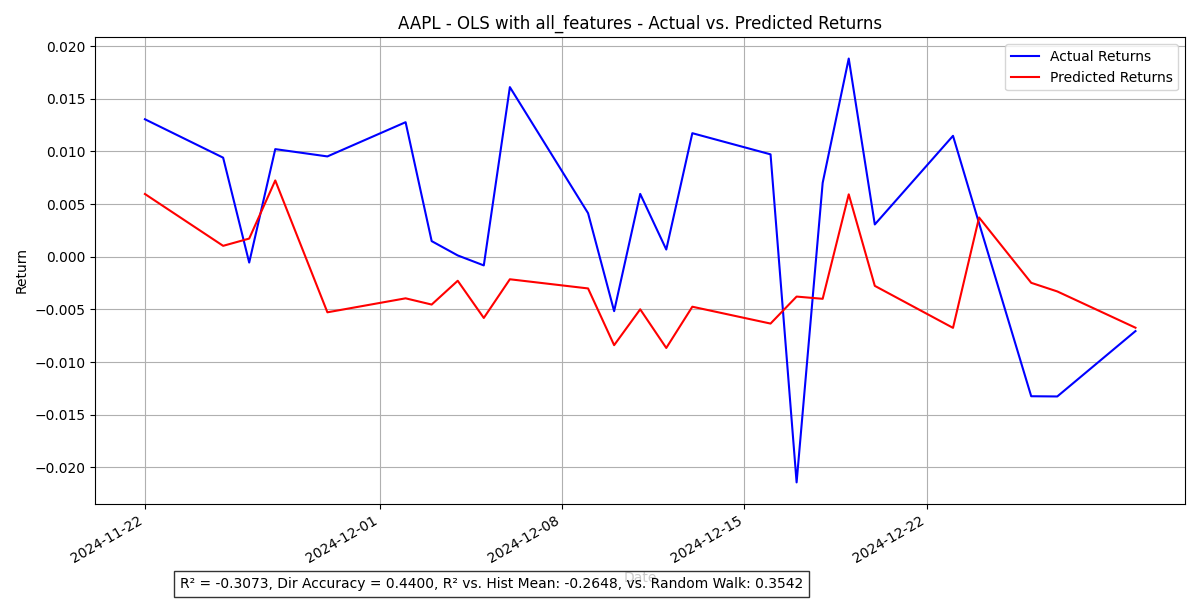 AAPL - OLS with all_features - Actual vs. Predicted Returns
Actual Returns
Predicted Returns
0.020
0.015
0.010
0.005
0.000
−0.005
−0.010
−0.015
−0.020
Return
2024-11-22
2024-12-01
2024-12-08
2024-12-15
2024-12-22
Date
R² = -0.3073, Dir Accuracy = 0.4400, R² vs. Hist Mean: -0.2648, vs. Random Walk: 0.3542